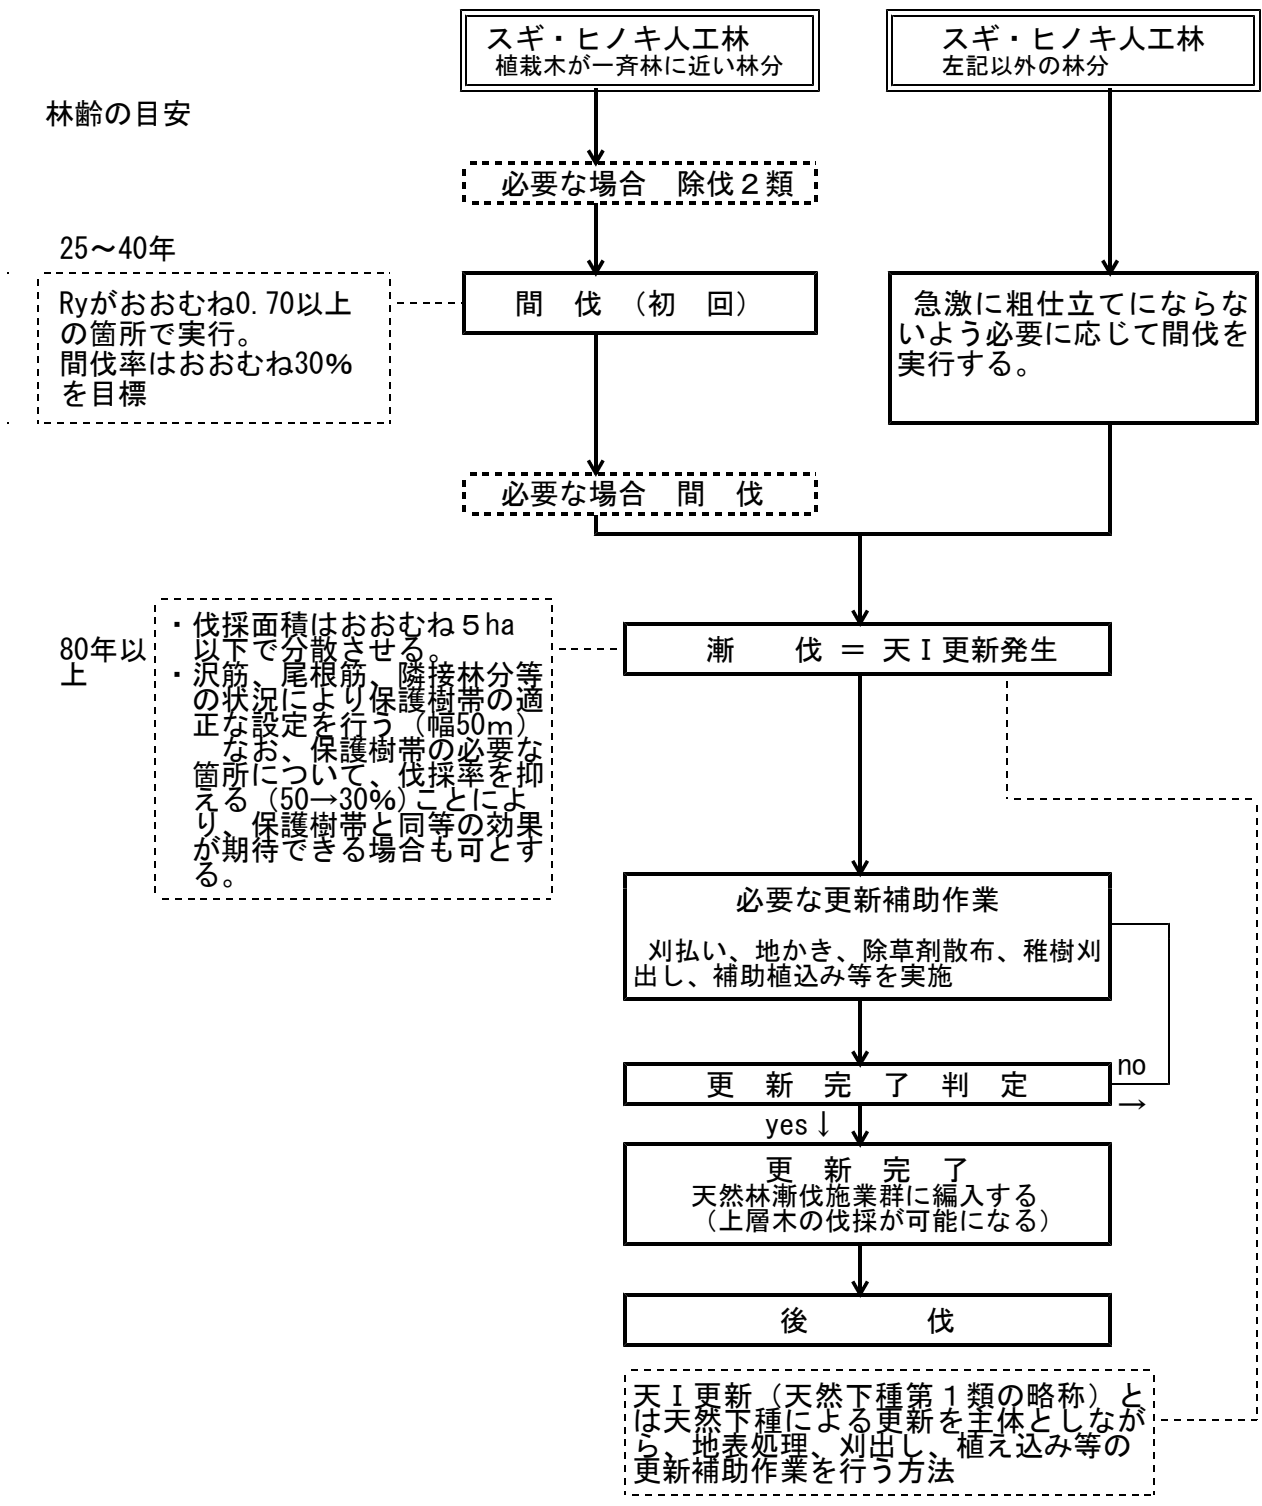 スギ・ヒノキ人工林
植栽木が一斉林に近い林分
スギ・ヒノキ人工林
左記以外の林分
林齢の目安
必要な場合　除伐２類
25～40年
Ryがおおむね0.70以上
の箇所で実行。
間伐率はおおむね30％
を目標
間　伐　（初　回）
急激に粗仕立てにならな
いよう必要に応じて間伐を
実行する。
必要な場合　間　伐
80年以
上
・伐採面積はおおむね５ha
以下で分散させる。
・沢筋、尾根筋、隣接林分等
の状況により保護樹帯の適
正な設定を行う（幅50ｍ）
なお、保護樹帯の必要な
箇所について、伐採率を抑
える（50→30％）ことによ
り、保護樹帯と同等の効果
が期待できる場合も可とす
る。
漸　　伐　＝　天Ⅰ更新発生
必要な更新補助作業
刈払い、地かき、除草剤散布、稚樹刈
出し、補助植込み等を実施
更　新　完　了　判　定
no
→
yes↓
更　新　完　了
天然林漸伐施業群に編入する
（上層木の伐採が可能になる）
後　　　　伐
天Ⅰ更新（天然下種第１類の略称）と
は天然下種による更新を主体としなが
ら、地表処理、刈出し、植え込み等の
更新補助作業を行う方法